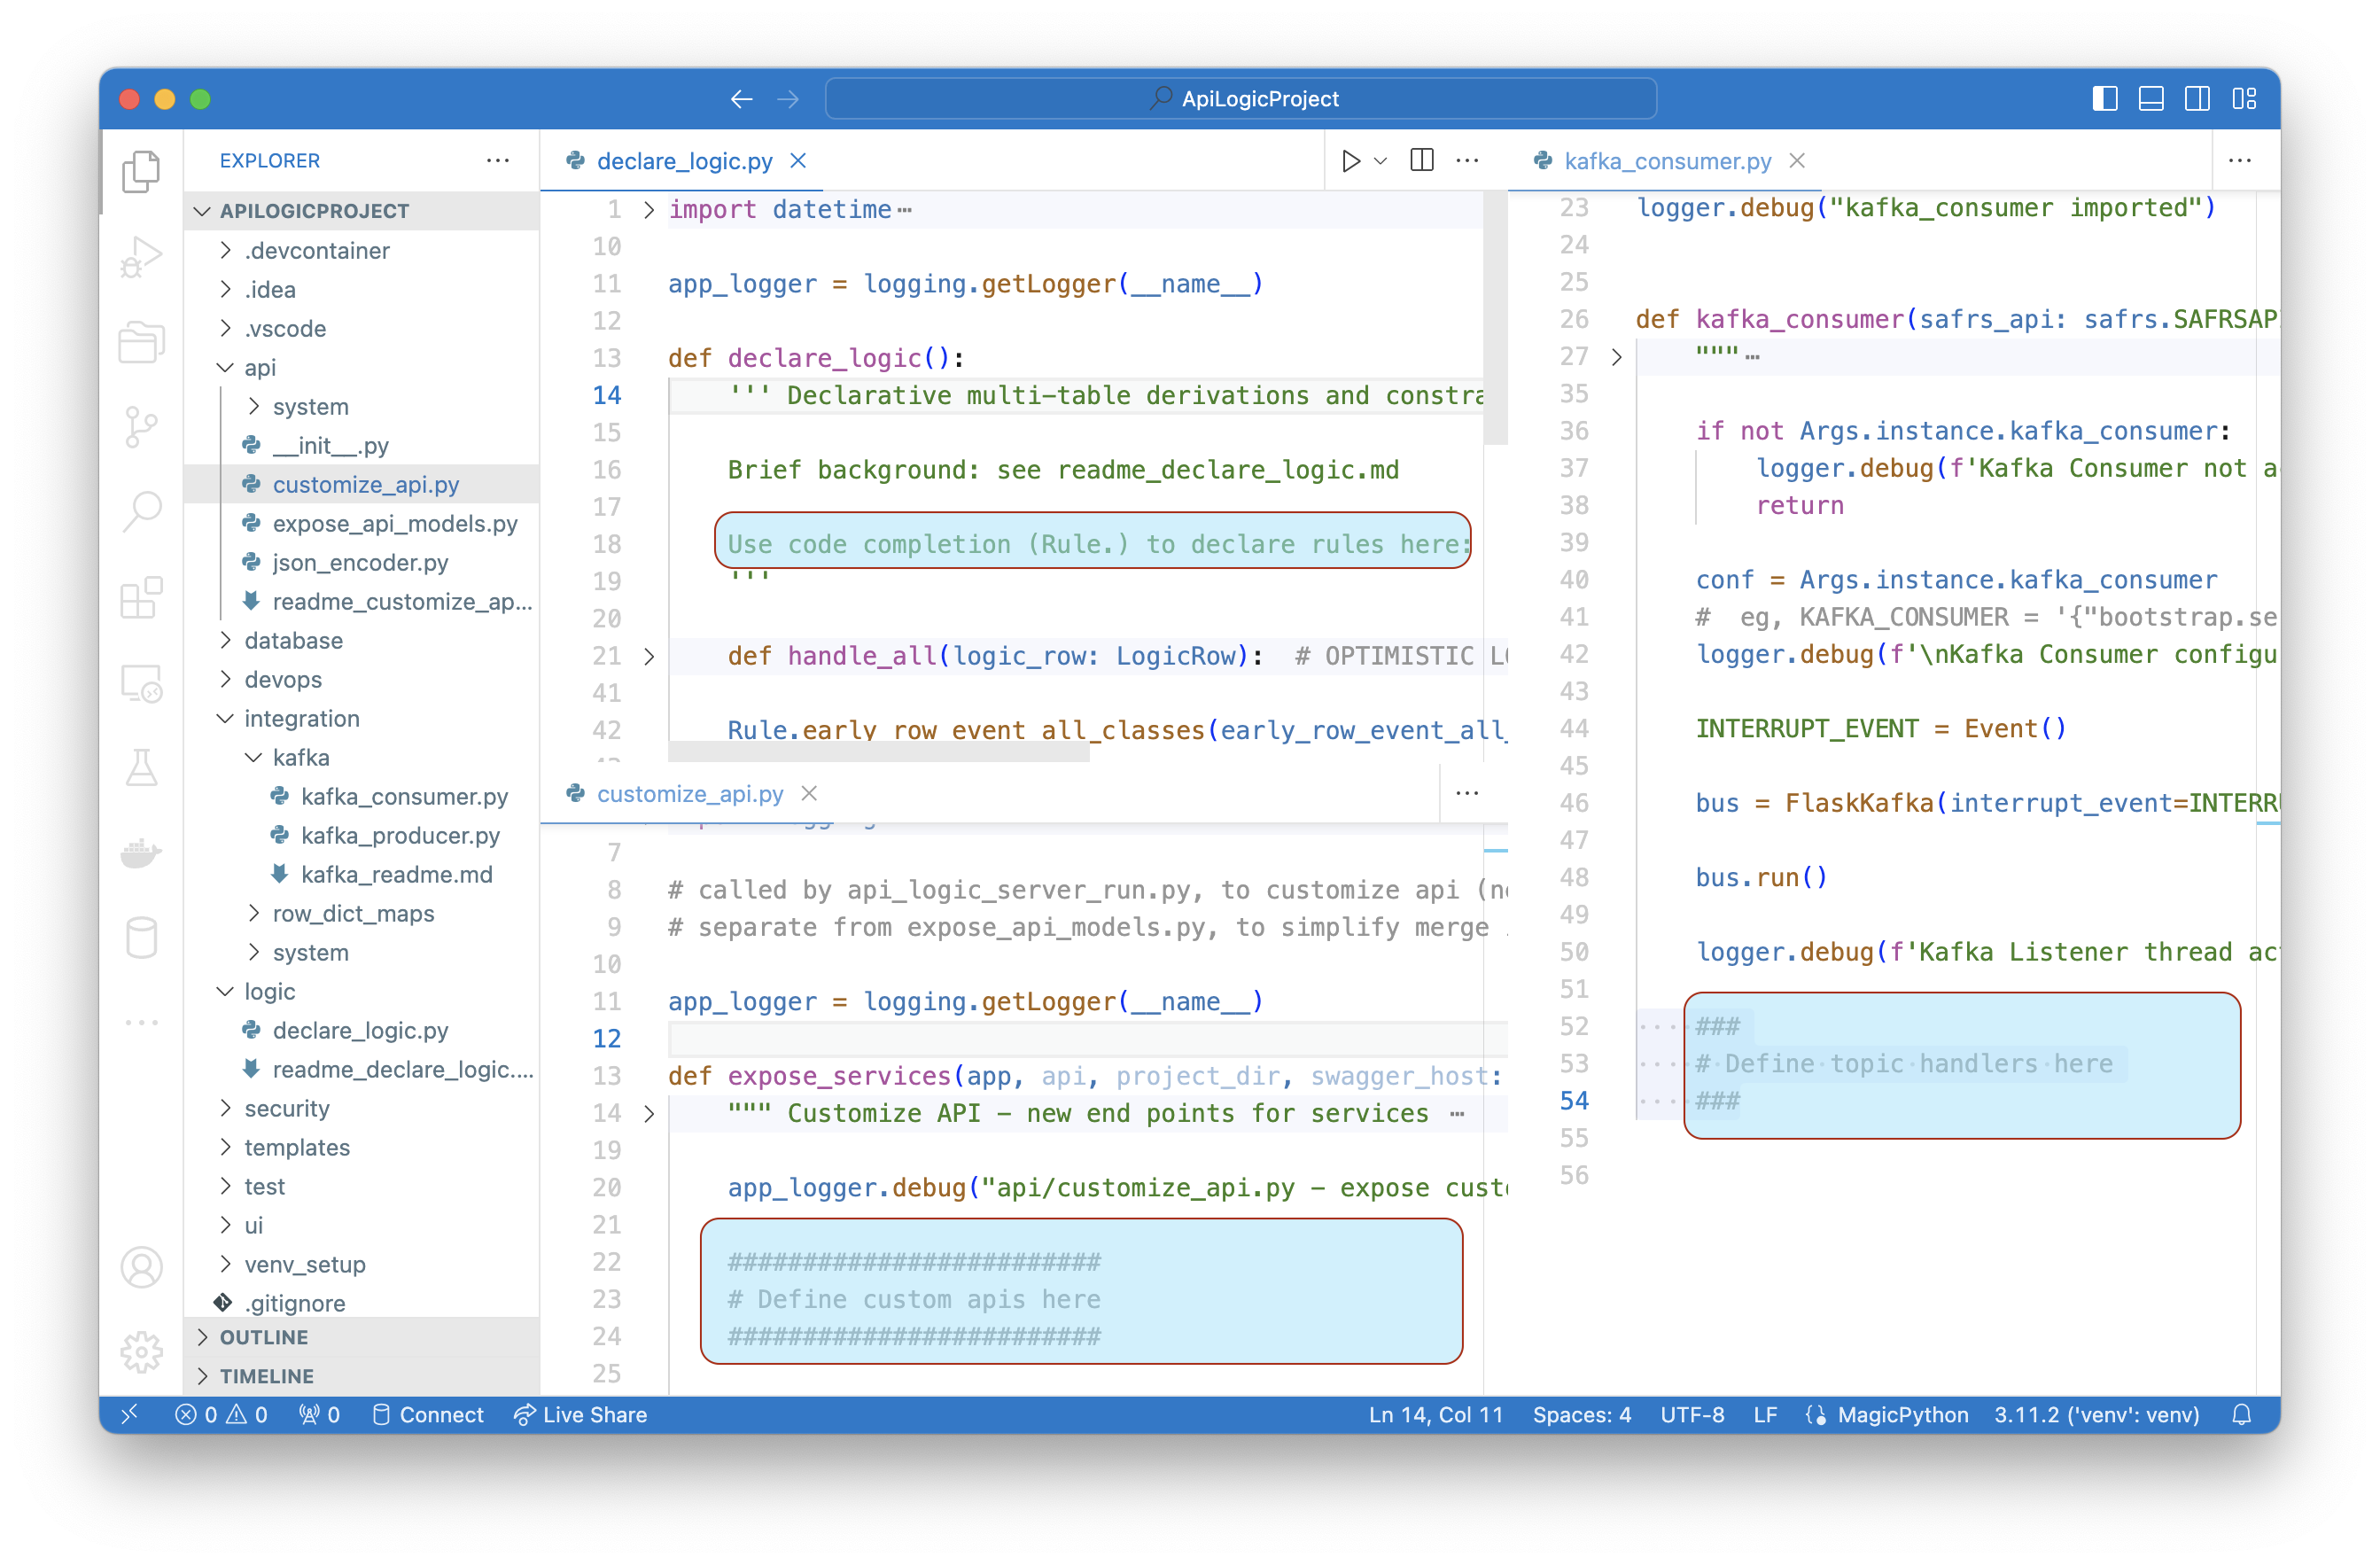 ApiLogicProject
EXPLORER
APILOGICPROJECT
.devcontainer
.idea
.vscode
api
system
__init__.py
customize_api.py
expose_api_models.py
json_encoder.py
readme_customize_ap...
database
devops
integration
kafka
kafka_consumer.py
kafka_producer.py
kafka_readme.md
row_dict_maps
system
logic
declare_logic.py
readme_declare_logic....
security
templates
test
ui
venv_setup
.gitignore
OUTLINE
TIMELINE
declare_logic.py
1 import datetime
10
11 app_logger = logging.getLogger(__name__)
12
13 def declare_logic():
14 ''' Declarative multi-table derivations and constra
15
16 Brief background: see readme_declare_logic.md
17
18 Use code completion (Rule.) to declare rules here:
19 '''
20
21 def handle_all(logic_row: LogicRow): # OPTIMISTIC LO
41
42 Rule.early_row_event_all_classes(early_row_event_all_
customize_api.py
7
8 # called by api_logic_server_run.py, to customize api (ne
9 # separate from expose_api_models.py, to simplify merge
10
11 app_logger = logging.getLogger(__name__)
12
13 def expose_services(app, api, project_dir, swagger_host:
14 """ Customize API - new end points for services
19
20 app_logger.debug("api/customize_api.py - expose custo
21
22 #########################
23 # Define custom apis here
24 #########################
25
kafka_consumer.py
23 logger.debug("kafka_consumer imported")
24
25
26 def kafka_consumer(safrs_api: safrs.SAFRSAP
27 """
35
36 if not Args.instance.kafka_consumer:
37 logger.debug(f'Kafka Consumer not a
38 return
39
40 conf = Args.instance.kafka_consumer
41 # eg, KAFKA_CONSUMER = '{"bootstrap.se
42 logger.debug(f'\nKafka Consumer configu
43
44 INTERRUPT_EVENT = Event()
45
46 bus = FlaskKafka(interrupt_event=INTERRU
47
48 bus.run()
49
50 logger.debug(f'Kafka Listener thread act
51
52 ###
53 # Define topic handlers here
54 ###
55
56
0 0 0 Connect Live Share Ln 14, Col 11 Spaces: 4 UTF-8 LF MagicPython 3.11.2 ('venv': venv)